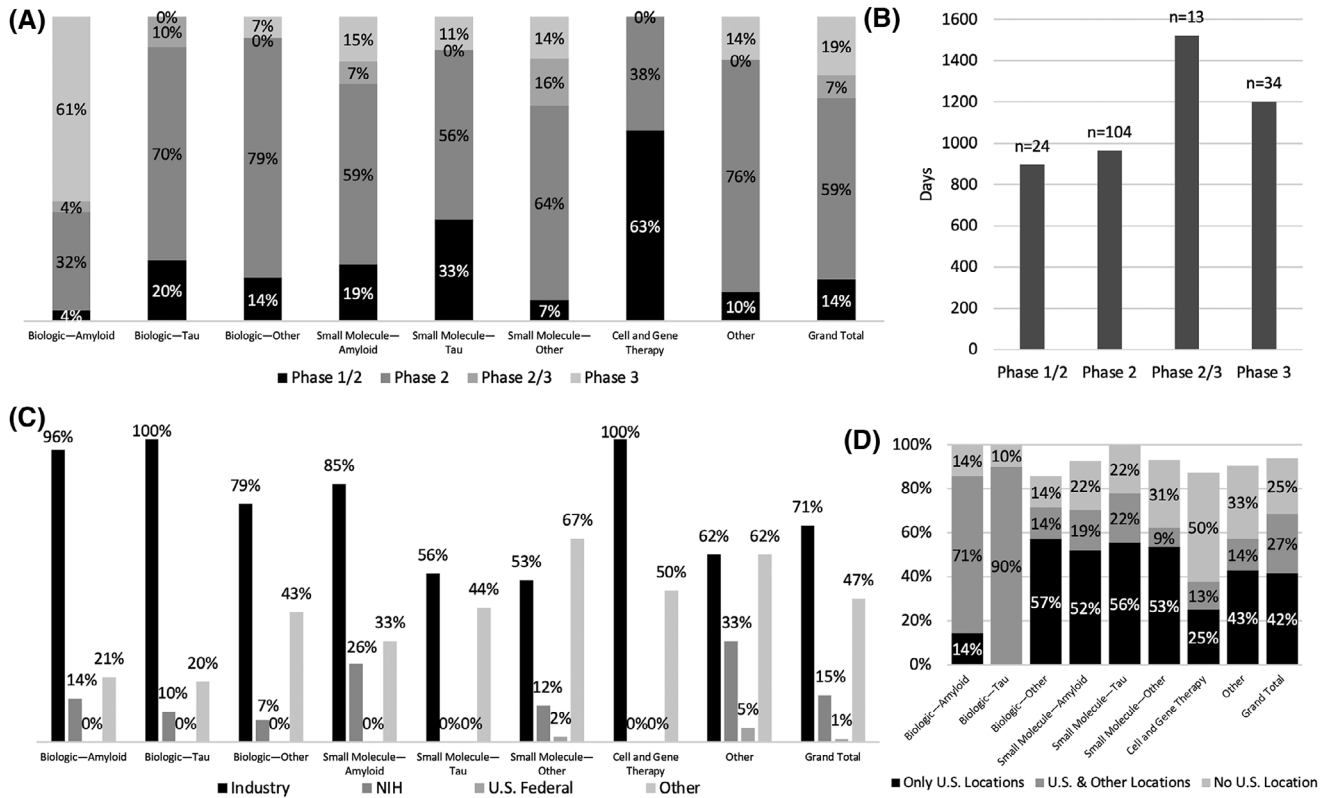 (A)
0%
10%
70%
20%
61%
4%
32%
4%
7%
0%
79%
14%
15%
7%
59%
19%
11%
0%
56%
33%
14%
16%
64%
7%
0%
38%
63%
14%
0%
76%
10%
19%
7%
59%
14%
Biologic—Amyloid
Biologic—Tau
Biologic—Other
Small Molecule—
Amyloid
Small Molecule—
Tau
Small Molecule—
Other
Cell and Gene
Therapy
Other
Grand Total
Phase 1/2 Phase 2 Phase 2/3 Phase 3
(B)
Days
1600
1400
1200
1000
800
600
400
200
0
n=24
n=104
n=13
n=34
Phase 1/2 Phase 2 Phase 2/3 Phase 3
(C)
96%
14%
0%
21%
100%
10%
0%
20%
79%
7%
0%
43%
85%
26%
0%
33%
56%
0%
0%
44%
53%
12%
2%
67%
100%
0%
0%
50%
62%
33%
5%
62%
71%
15%
1%
47%
Biologic—Amyloid
Biologic—Tau
Biologic—Other
Small Molecule—
Amyloid
Small Molecule—
Tau
Small Molecule—
Other
Cell and Gene
Therapy
Other
Grand Total
Industry NIH U.S. Federal Other
(D)
100%
80%
60%
40%
20%
0%
14%
71%
14%
10%
90%
14%
14%
57%
22%
19%
52%
22%
22%
56%
31%
9%
53%
50%
13%
25%
33%
14%
43%
25%
27%
42%
Biologic—Amyloid
Biologic—Tau
Biologic—Other
Small Molecule—Amyloid
Small Molecule—Tau
Small Molecule—Other
Cell and Gene Therapy
Other
Grand Total
Only U.S. Locations U.S. & Other Locations No U.S. Location